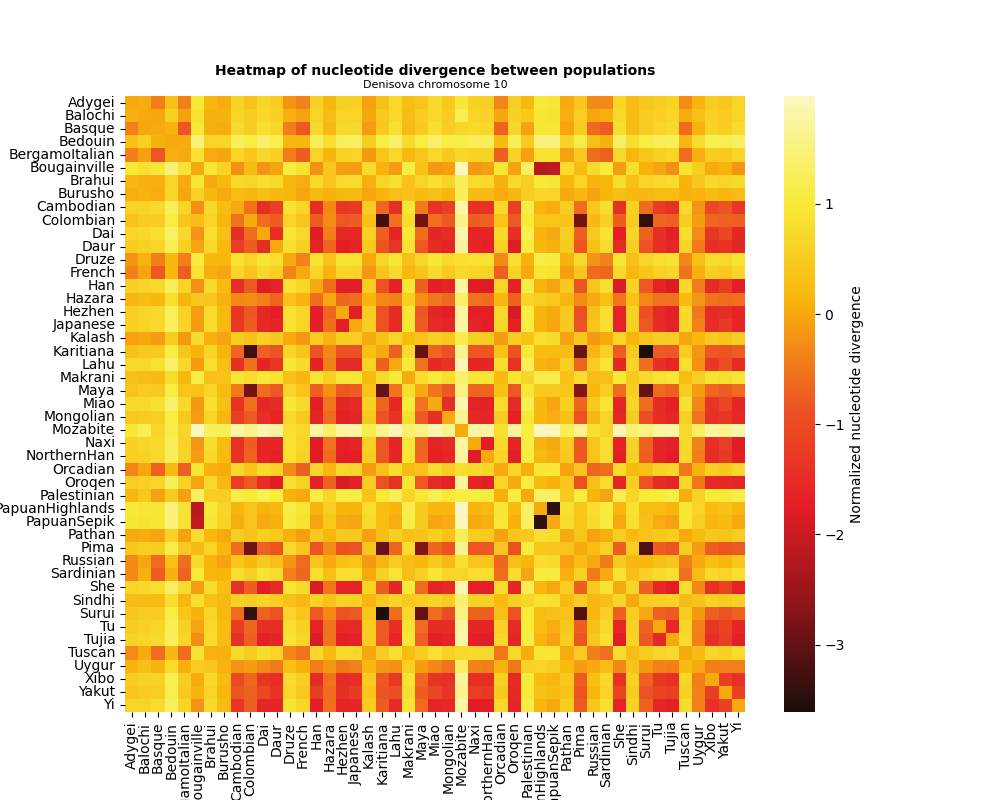 Heatmap of nucleotide divergence between populations
Denisova chromosome 10
Adygei
Balochi
Basque
Bedouin
BergamoItalian
Bougainville
Brahui
Burusho
Cambodian
Colombian
Dai
Daur
Druze
French
Han
Hazara
Hezhen
Japanese
Kalash
Karitiana
Lahu
Makrani
Maya
Miao
Mongolian
Mozabite
Naxi
NorthernHan
Orcadian
Oroqen
Palestinian
PapuanHighlands
PapuanSepik
Pathan
Pima
Russian
Sardinian
She
Sindhi
Surui
Tu
Tujia
Tuscan
Uygur
Xibo
Yakut
Yi
Adygei
Balochi
Basque
Bedouin
amoItalian
ougainville
Brahui
Burusho
Cambodian
Colombian
Dai
Daur
Druze
French
Han
Hazara
Hezhen
Japanese
Kalash
Karitiana
Lahu
Makrani
Maya
Miao
Mongolian
Mozabite
Naxi
orthernHan
Orcadian
Oroqen
Palestinian
nHighlands
apuanSepik
Pathan
Pima
Russian
Sardinian
She
Sindhi
Surui
Tu
Tujia
Tuscan
Uygur
Xibo
Yakut
Yi
1
0
−1
−2
−3
Normalized nucleotide divergence